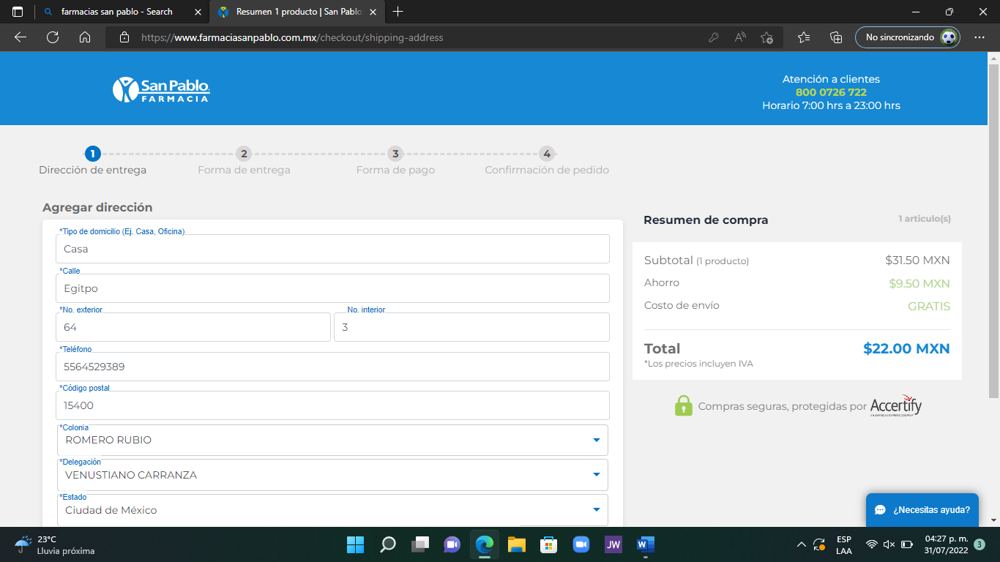 farmacias san pablo - Search
Resumen 1 producto | San Pablo
https://www.farmaciasanpablo.com.mx/checkout/shipping-address
No sincronizando
San Pablo
FARMACIA
Atención a clientes
800 0726 722
Horario 7:00 hrs a 23:00 hrs
1 2 3 4
Dirección de entrega Forma de entrega Forma de pago Confirmación de pedido
Agregar dirección
*Tipo de domicilio (Ej. Casa, Oficina)
Casa
*Calle
Egitpo
*No. exterior No. interior
64 3
*Teléfono
5564529389
*Código postal
15400
*Colonia
ROMERO RUBIO
*Delegación
VENUSTIANO CARRANZA
*Estado
Ciudad de México
Resumen de compra 1 articulo(s)
Subtotal (1 producto) $31.50 MXN
Ahorro $9.50 MXN
Costo de envío GRATIS
Total $22.00 MXN
*Los precios incluyen IVA
Compras seguras, protegidas por Accertify
AN AMERICAN EXPRESS COMPANY
¿Necesitas ayuda?
23°C
Lluvia próxima
JW
W
ESP
LAA
04:27 p. m.
31/07/2022
3